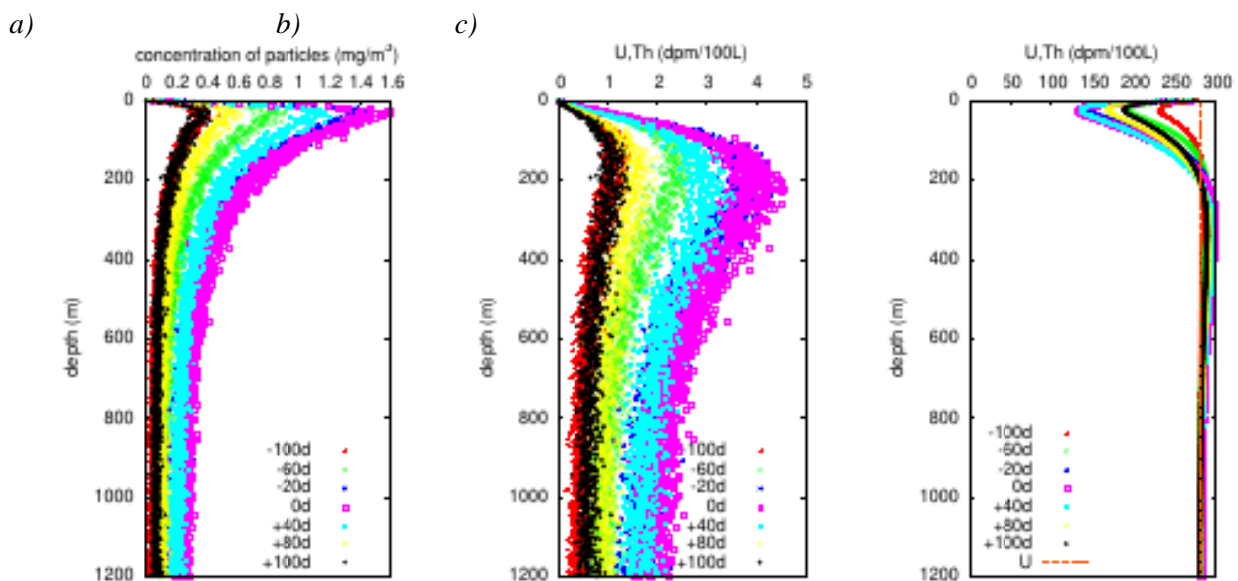 a) b) c)
concentration of particles (mg/m³)
0 0.2 0.4 0.6 0.8 1 1.2 1.4 1.6
0
200
400
600
800
1000
1200
depth (m)
-100d
-60d
-20d
0d
+40d
+80d
+100d
U,Th (dpm/100L)
0 1 2 3 4 5
0
200
400
600
800
1000
1200
depth (m)
-100d
-60d
-20d
0d
+40d
+80d
+100d
U,Th (dpm/100L)
0 50 100 150 200 250 300
0
200
400
600
800
1000
1200
depth (m)
-100d
-60d
-20d
0d
+40d
+80d
+100d
U